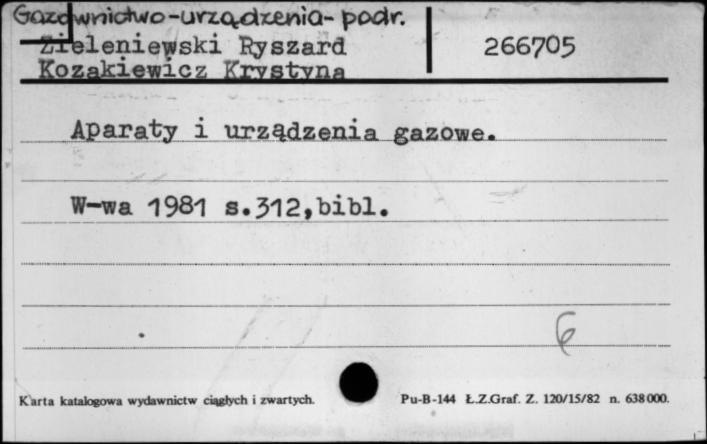 Gazownictwo-urządzenia-podr.
Zieleniewski Ryszard
266705
Kozakiewicz Krystyna
Aparaty i urządzenia gazowe.
W-wa 1981 s.312,bibl.
6
Karta katalogowa wydawnictw ciągłych i zwartych.
Pu-B-144 Ł.Z.Graf. Z. 120/15/82 n. 638000.